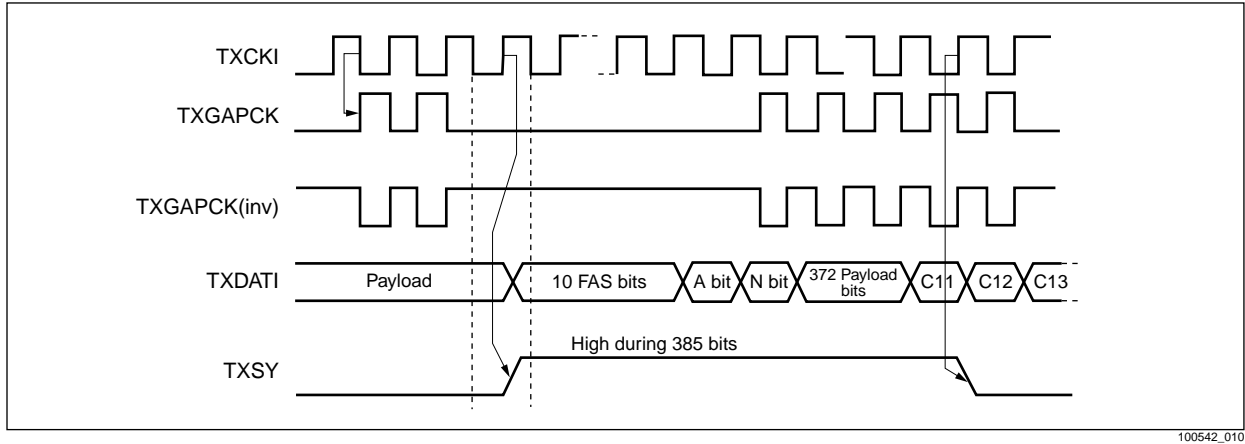 TXCKI
TXGAPCK
TXGAPCK(inv)
TXDATI
Payload
10 FAS bits
A bit
N bit
372 Payload
bits
C11
C12
C13
High during 385 bits
TXSY
100542_010